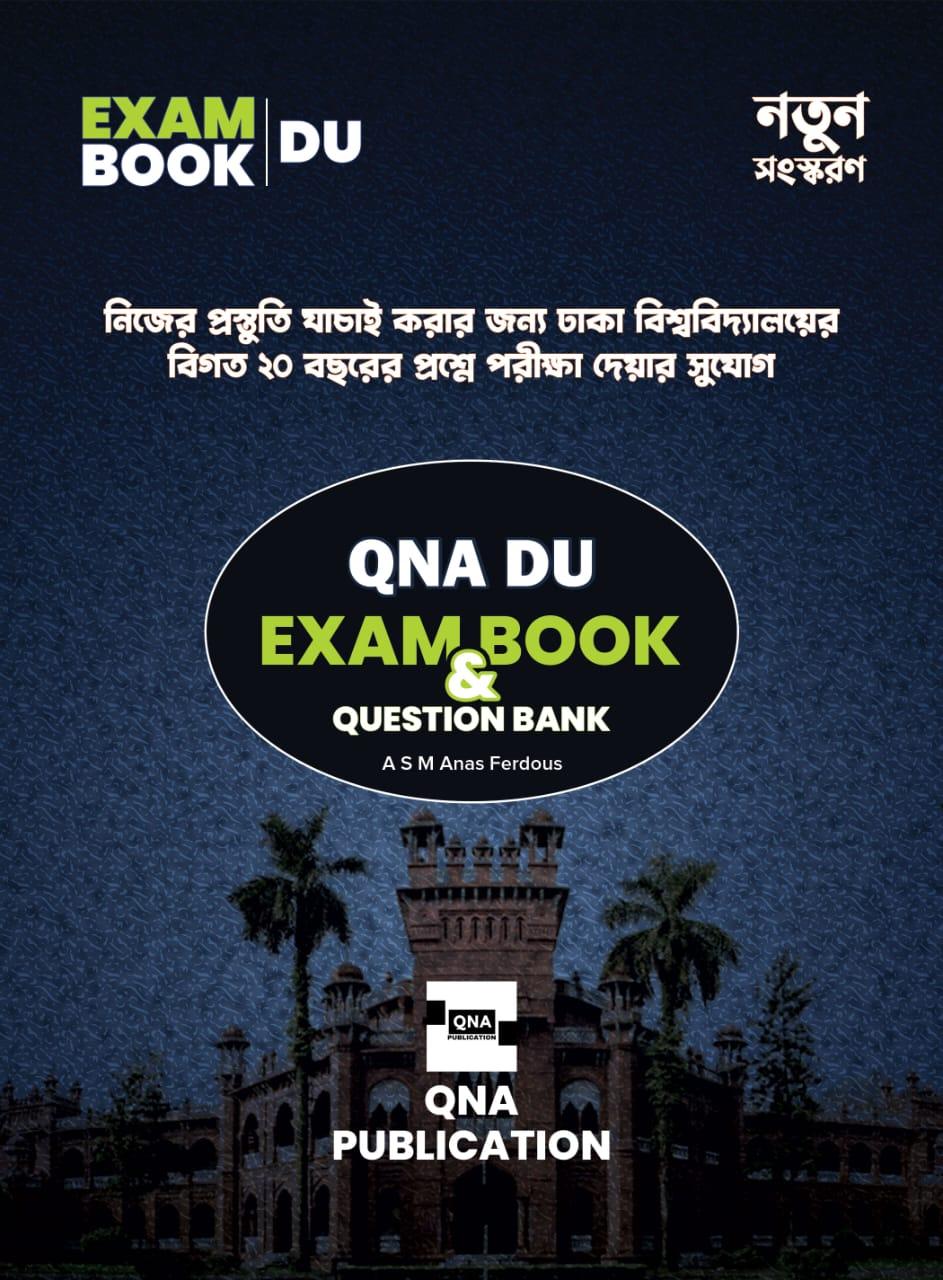 EXAM
BOOK
DU
নতুন
সংস্করণ
নিজের প্রস্তুতি যাচাই করার জন্য ঢাকা বিশ্ববিদ্যালয়ের
বিগত ২০ বছরের প্রশ্নে পরীক্ষা দেয়ার সুযোগ
QNA DU
EXAM BOOK
&
QUESTION BANK
A S M Anas Ferdous
QNA
PUBLICATION
QNA
PUBLICATION